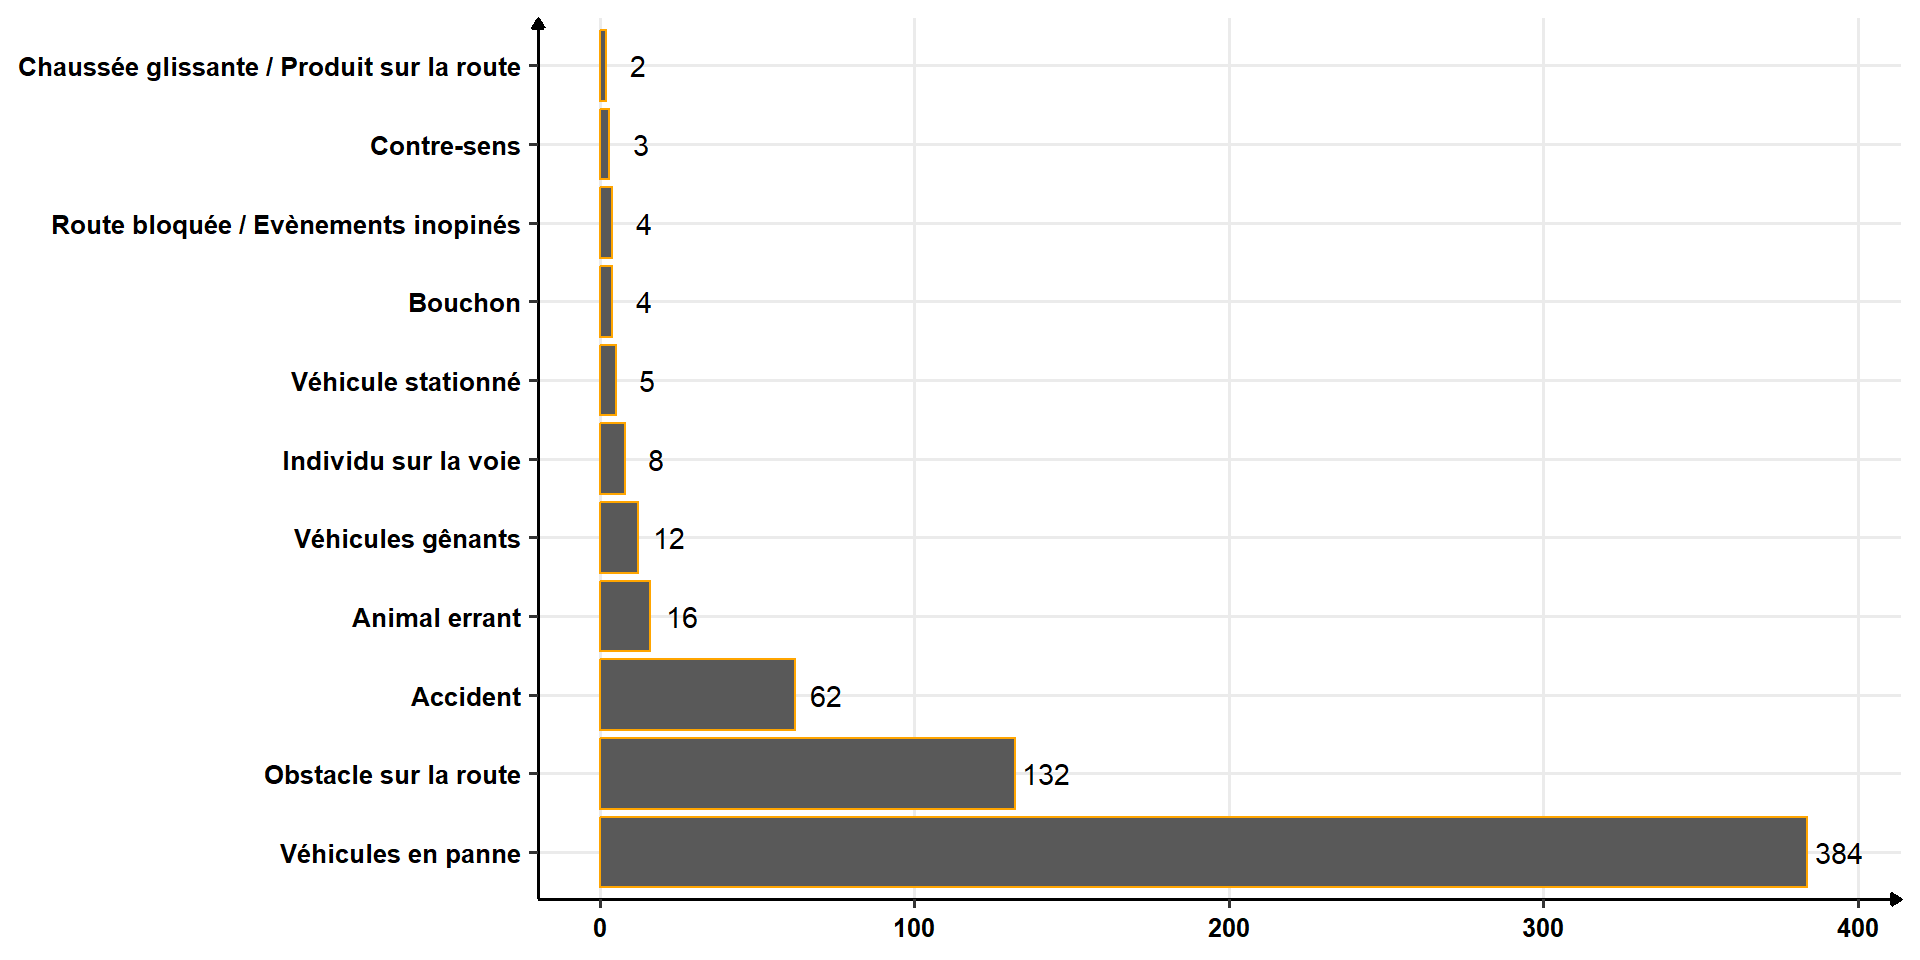 Chaussée glissante / Produit sur la route 2
Contre-sens 3
Route bloquée / Evènements inopinés 4
Bouchon 4
Véhicule stationné 5
Individu sur la voie 8
Véhicules gênants 12
Animal errant 16
Accident 62
Obstacle sur la route 132
Véhicules en panne 384
0 100 200 300 400